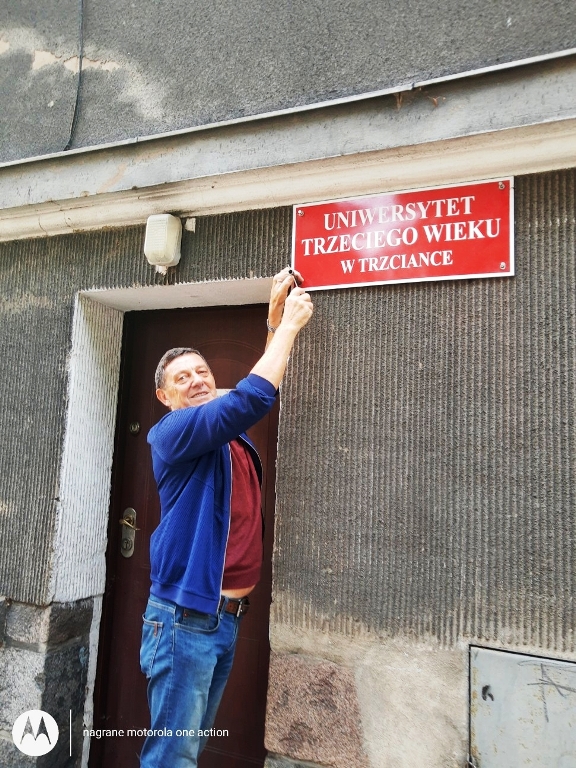 UNIWERSYTET
TRZECIEGO WIEKU
W TRZCIANCE
nagrane motorola one action